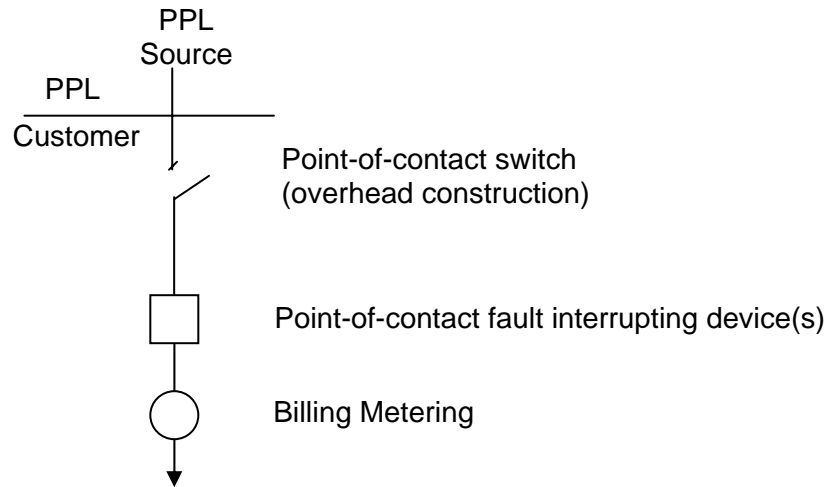 PPL
Source
PPL
Customer
Point-of-contact switch
(overhead construction)
Point-of-contact fault interrupting device(s)
Billing Metering